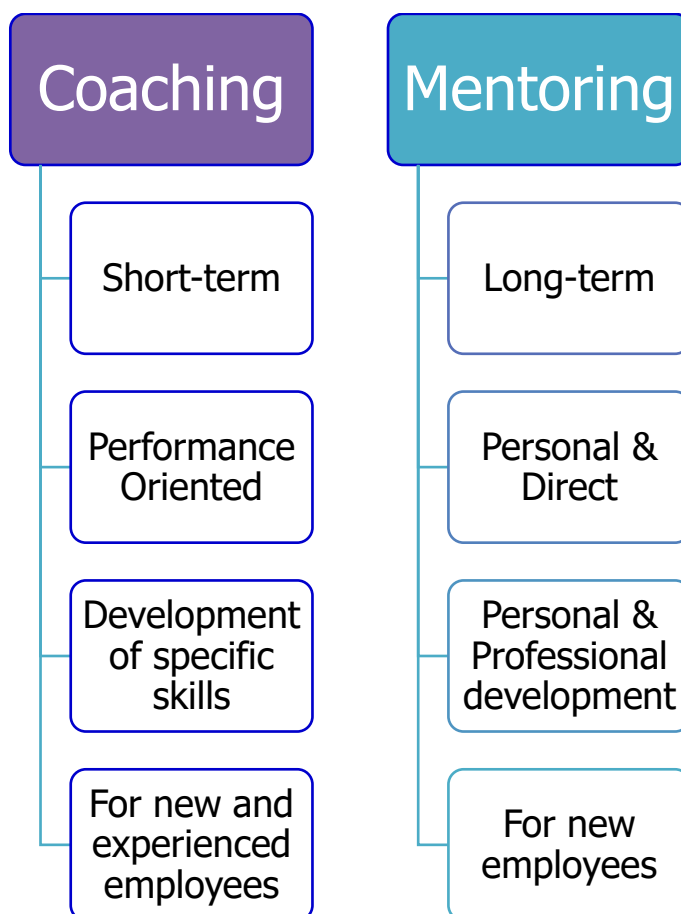 Coaching
Short-term
Performance
Oriented
Development
of specific
skills
For new and
experienced
employees
Mentoring
Long-term
Personal &
Direct
Personal &
Professional
development
For new
employees